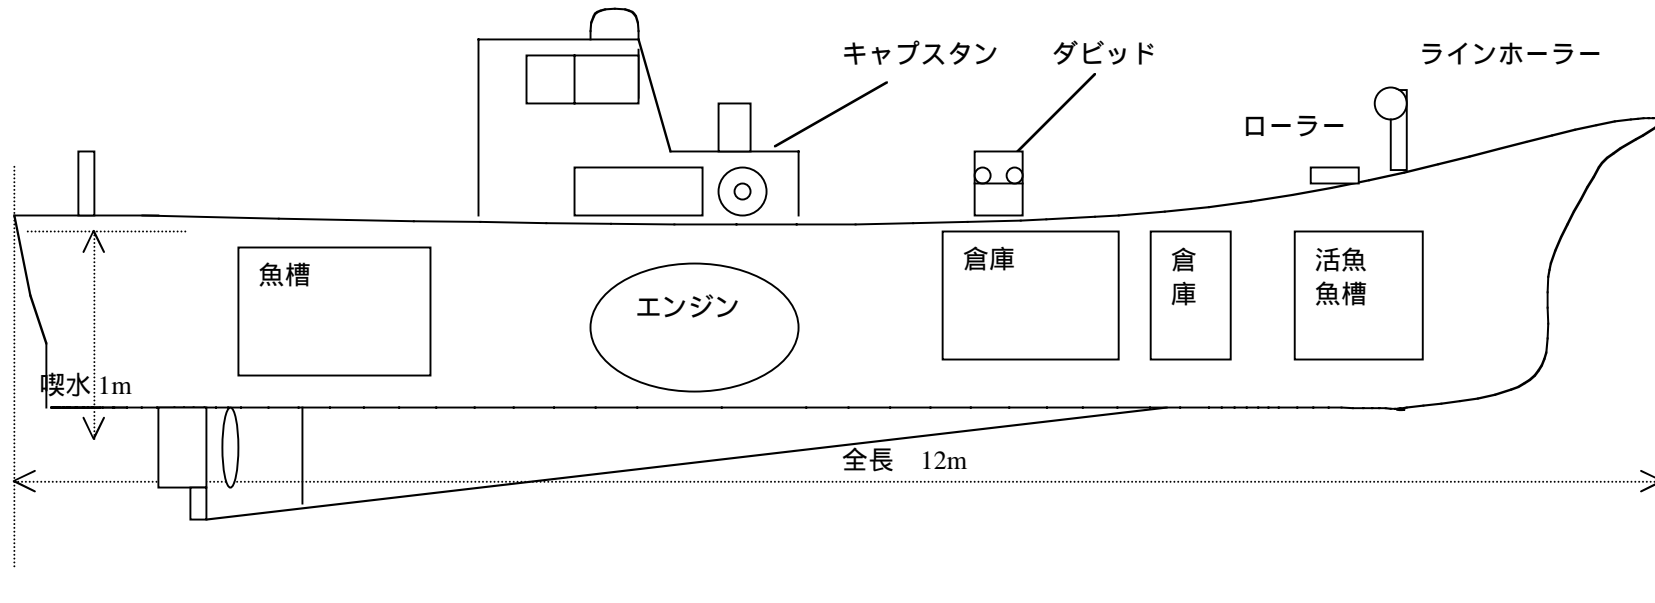 キャプスタン
ダビッド
ラインホーラー
ローラー
魚槽
エンジン
倉庫
倉
庫
活魚
魚槽
喫水 1m
全長　12m